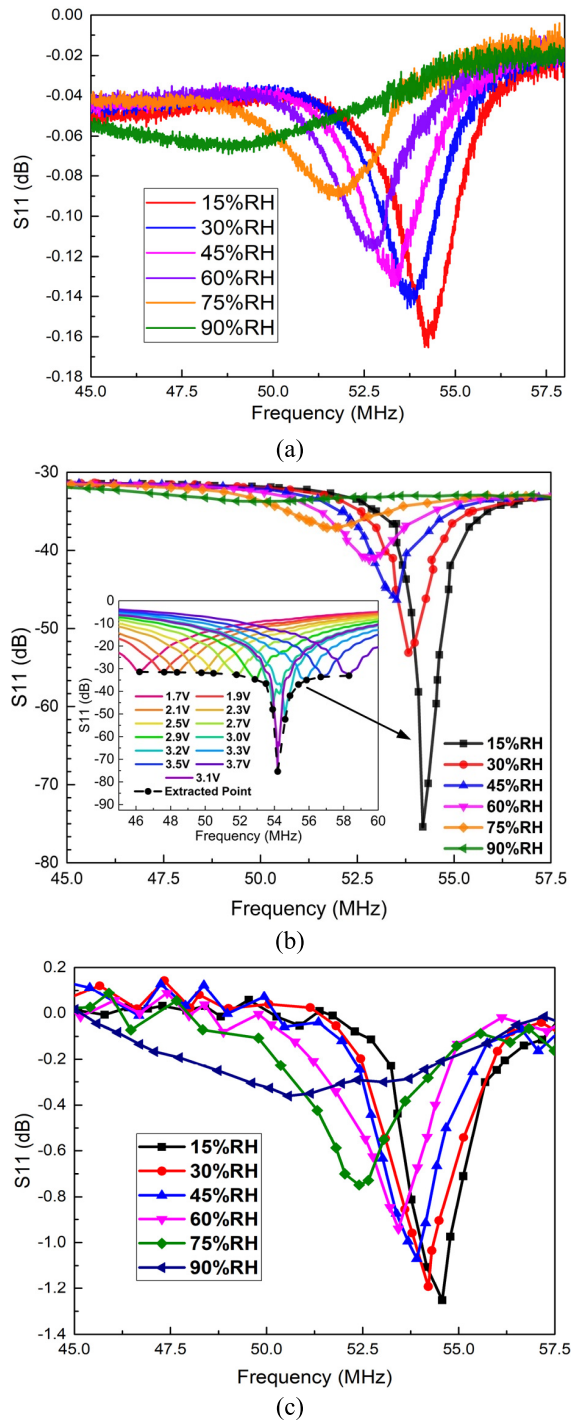 0.00
-0.02
-0.04
-0.06
-0.08
-0.10
-0.12
-0.14
-0.16
-0.18
S11 (dB)
15%RH
30%RH
45%RH
60%RH
75%RH
90%RH
45.0 47.5 50.0 52.5 55.0 57.5
Frequency (MHz)
(a)
-30
-40
-50
-60
-70
-80
S11 (dB)
0
-10
-20
-30
-40
-50
-60
-70
-80
-90
S11 (dB)
1.7V 1.9V
2.1V 2.3V
2.5V 2.7V
2.9V 3.0V
3.2V 3.3V
3.5V 3.7V
3.1V
Extracted Point
46 48 50 52 54 56 58 60
Frequency (MHz)
15%RH
30%RH
45%RH
60%RH
75%RH
90%RH
45.0 47.5 50.0 52.5 55.0 57.5
Frequency (MHz)
(b)
0.2
0.0
-0.2
-0.4
-0.6
-0.8
-1.0
-1.2
-1.4
S11 (dB)
15%RH
30%RH
45%RH
60%RH
75%RH
90%RH
45.0 47.5 50.0 52.5 55.0 57.5
Frequency (MHz)
(c)